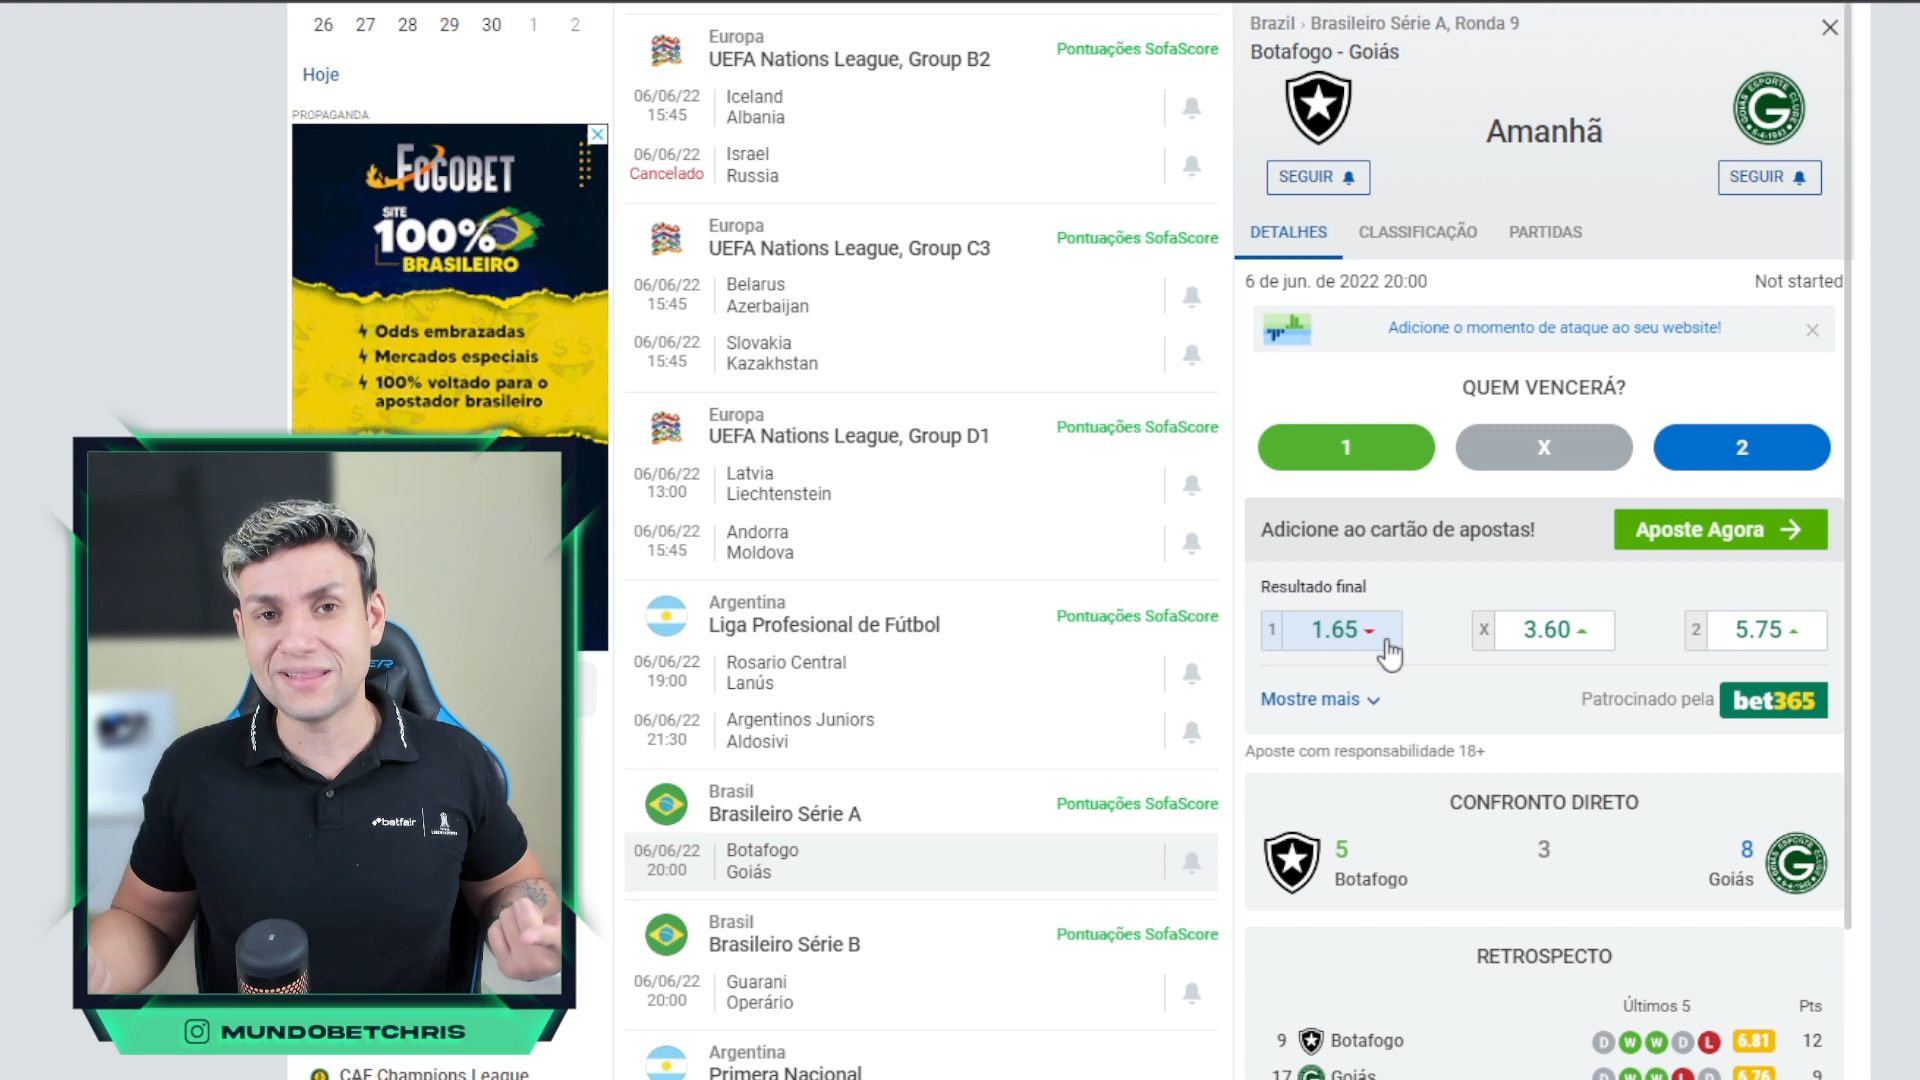 26 27 28 29 30 1 2
Hoje
PROPAGANDA
FOGOBET
SITE
100%
BRASILEIRO
Odds embrazadas
Mercados especiais
100% voltado para o
apostador brasileiro
betfair
MUNDOBETCHRIS
CAF Champions League
Europa
UEFA Nations League, Group B2
Pontuações SofaScore
06/06/22 Iceland
15:45 Albania
06/06/22 Israel
Cancelado Russia
Europa
UEFA Nations League, Group C3
Pontuações SofaScore
06/06/22 Belarus
15:45 Azerbaijan
06/06/22 Slovakia
15:45 Kazakhstan
Europa
UEFA Nations League, Group D1
Pontuações SofaScore
06/06/22 Latvia
13:00 Liechtenstein
06/06/22 Andorra
15:45 Moldova
Argentina
Liga Profesional de Fútbol
Pontuações SofaScore
06/06/22 Rosario Central
19:00 Lanús
06/06/22 Argentinos Juniors
21:30 Aldosivi
Brasil
Brasileiro Série A
Pontuações SofaScore
06/06/22 Botafogo
20:00 Goiás
Brasil
Brasileiro Série B
Pontuações SofaScore
06/06/22 Guarani
20:00 Operário
Argentina
Primera Nacional
Brazil › Brasileiro Série A, Ronda 9
Botafogo - Goiás
Amanhã
SEGUIR
SEGUIR
DETALHES CLASSIFICAÇÃO PARTIDAS
6 de jun. de 2022 20:00 Not started
Adicione o momento de ataque ao seu website!
QUEM VENCERÁ?
1 X 2
Adicione ao cartão de apostas! Aposte Agora
Resultado final
1 1.65 X 3.60 2 5.75
Mostre mais Patrocinado pela bet365
Aposte com responsabilidade 18+
CONFRONTO DIRETO
5 3 8
Botafogo Goiás
RETROSPECTO
Últimos 5 Pts
9 Botafogo D W W D L 6.81 12
17 Goiás D W W L D 6.76 9